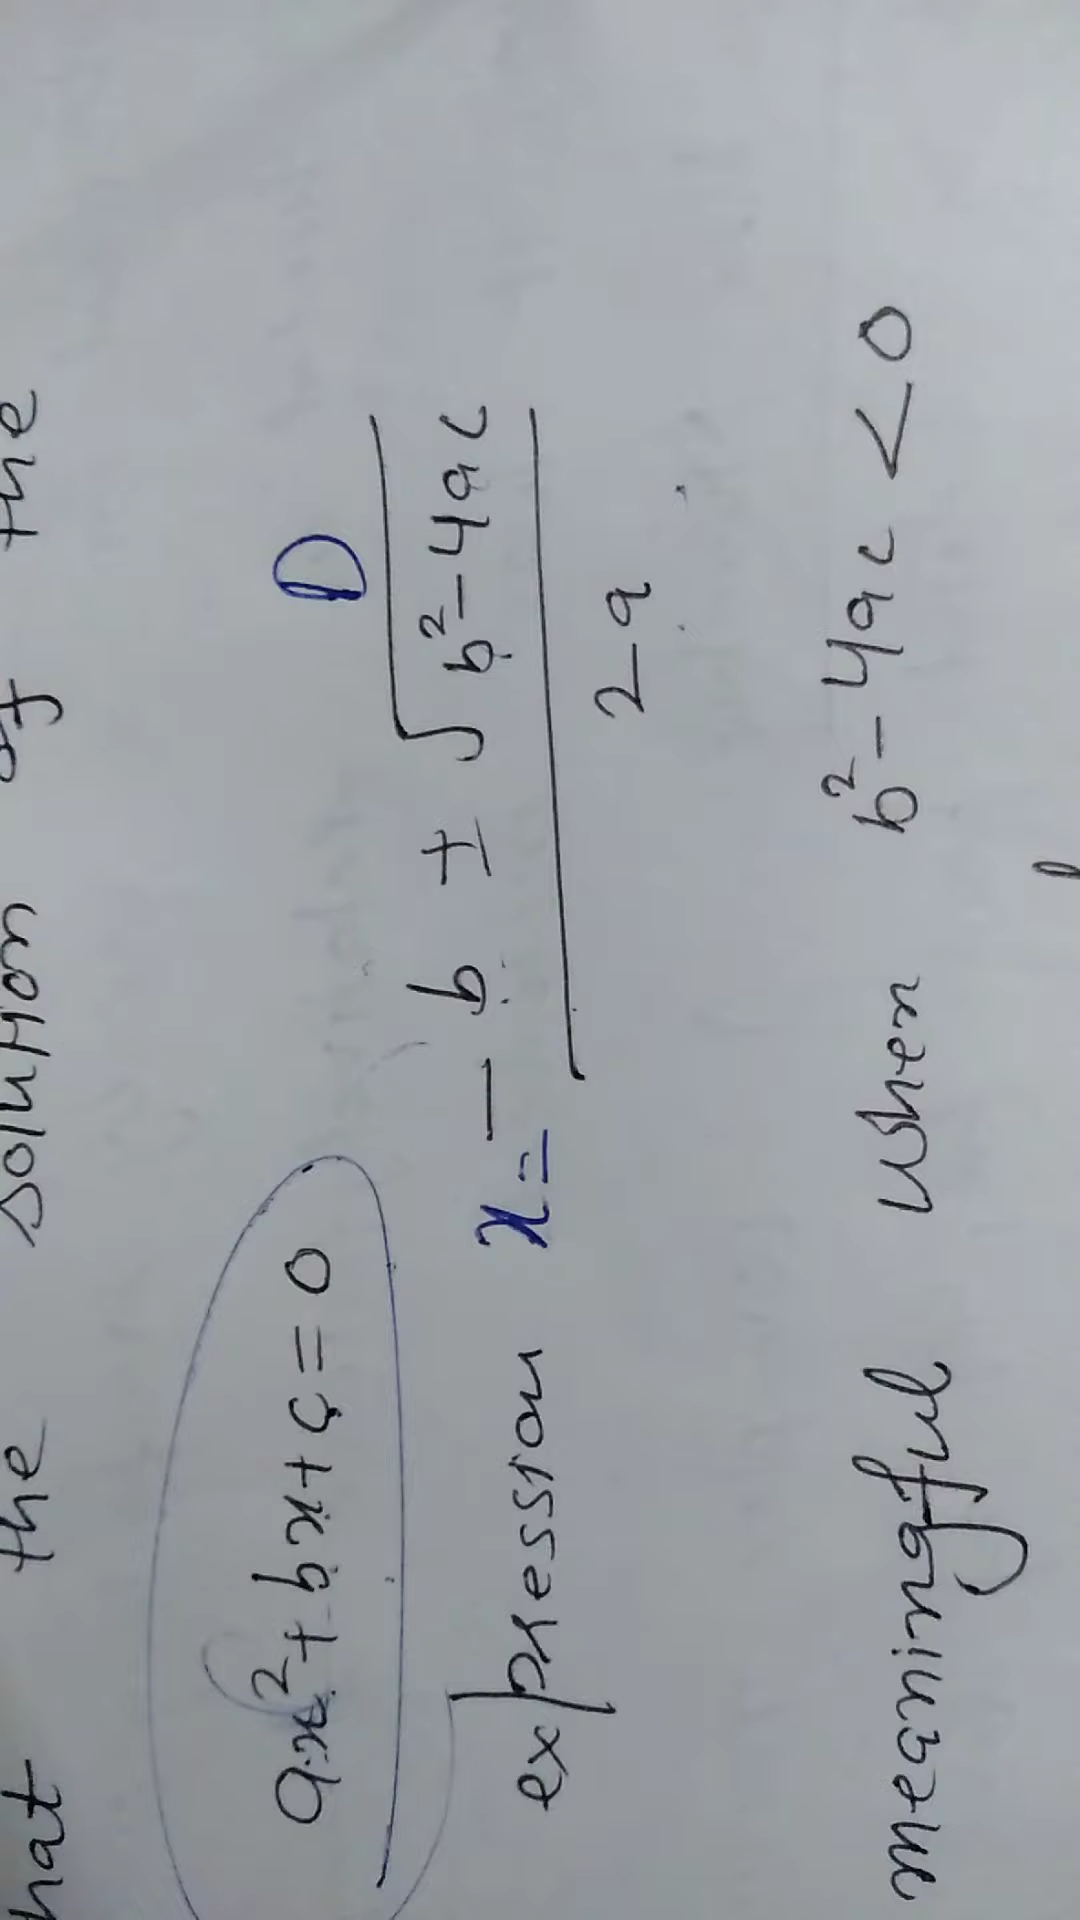 hat the solution of the
ax²+bx+c=0
D
expression x = -b ± √b²-4ac
2a
meaningful when b²-4ac<0